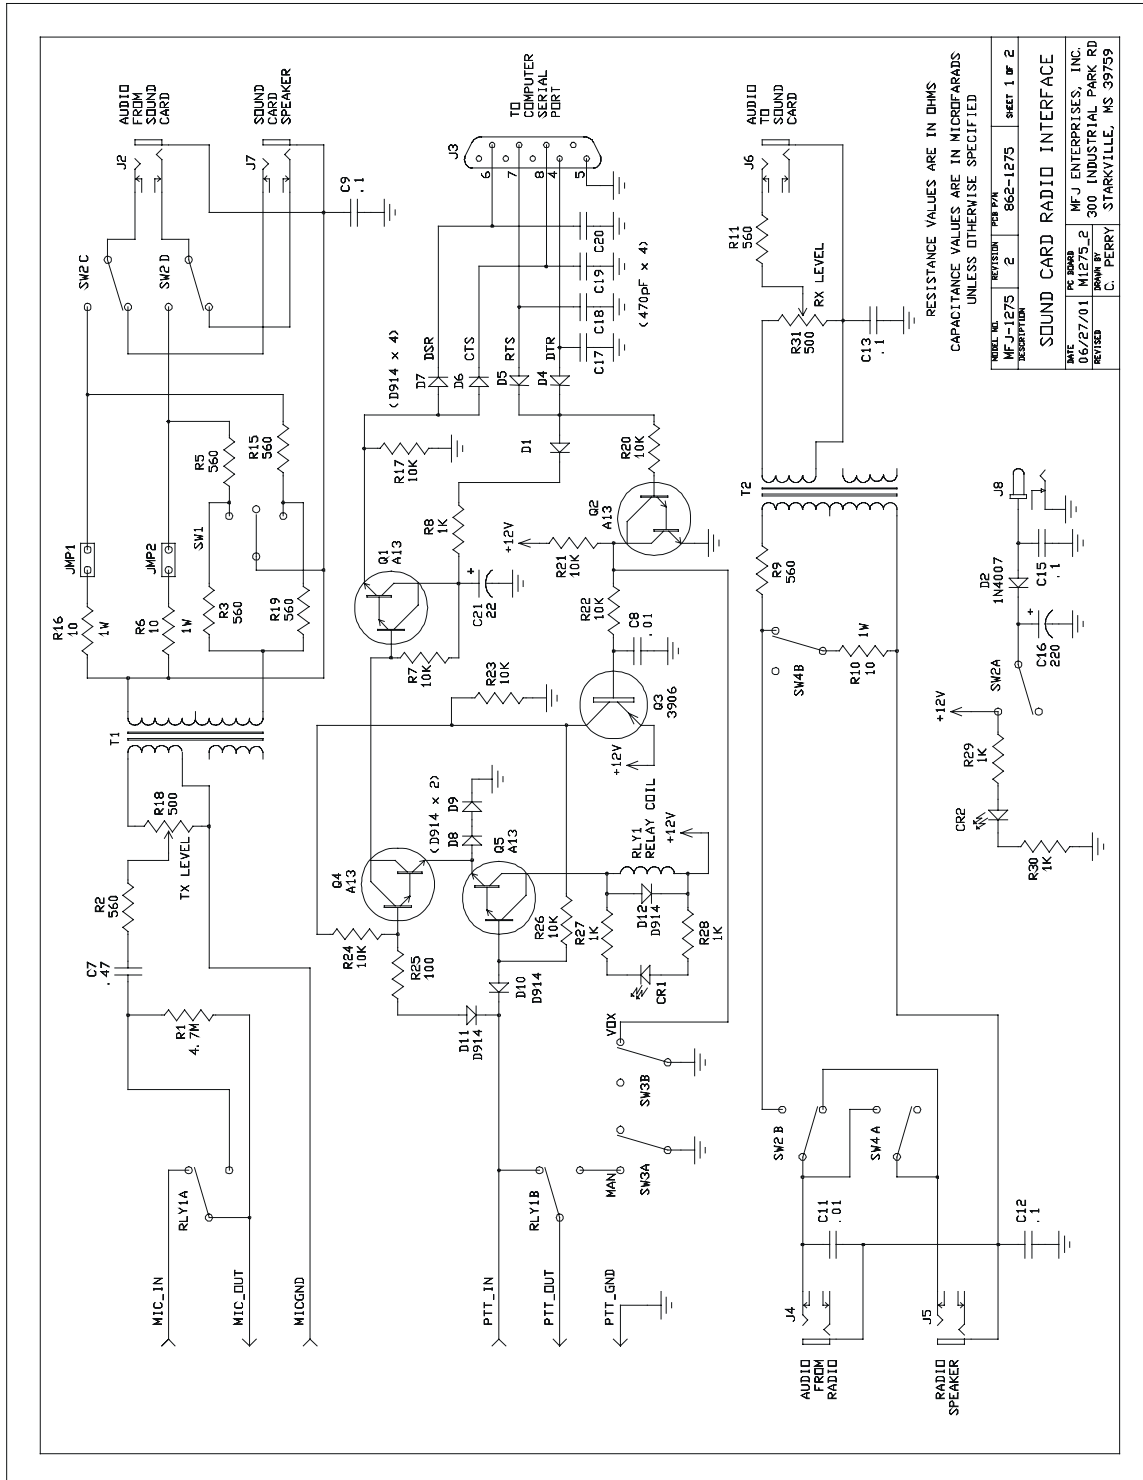 AUDIO
FROM
SOUND
CARD
J2
SOUND
CARD
SPEAKER
J7
C9
.1
SW2C
SW2D
JMP1
JMP2
R16
10
1W
R6
10
1W
R5
560
R15
560
SW1
R3
560
R19
560
T1
R18
500
TX LEVEL
R2
560
C7
.47
R1
4.7M
RLY1A
MIC_IN
MIC_OUT
MICGND
TO
COMPUTER
SERIAL
PORT
J3
6
7
8
4
5
C20
C19
C18
C17
(470pF x 4)
(D914 x 4)
D7
DSR
D6
CTS
D5
RTS
D4
DTR
D1
R17
10K
R20
10K
R8
1K
Q1
A13
+12V
R21
10K
Q2
A13
C21
+
22
R7
10K
R22
10K
C8
.01
R23
10K
Q3
3906
+12V
(D914 x 2)
D8
D9
Q4
A13
Q5
A13
RLY1
RELAY COIL
+12V
R24
10K
R25
100
R26
10K
R27
1K
D12
D914
R28
1K
CR1
D10
D914
D11
D914
VOX
SW3B
SW3A
MAN
RLY1B
PTT_IN
PTT_OUT
PTT_GND
AUDIO
TO
SOUND
CARD
J6
R11
560
RX LEVEL
R31
500
C13
.1
T2
R9
560
SW4B
R10
10
1W
SW2B
SW4A
C11
.01
C12
.1
J4
J5
AUDIO
FROM
RADIO
RADIO
SPEAKER
J8
D2
1N4007
C15
.1
C16
+
220
SW2A
+12V
R29
1K
CR2
R30
1K
RESISTANCE VALUES ARE IN OHMS
CAPACITANCE VALUES ARE IN MICROFARADS
UNLESS OTHERWISE SPECIFIED
MODEL NO. MFJ-1275
REVISION 2
PCB P/N 862-1275
SHEET 1 OF 2
DESCRIPTION
SOUND CARD RADIO INTERFACE
DATE 06/27/01
PC BOARD M1275_2
REVISED
DRAWN BY C. PERRY
MFJ ENTERPRISES, INC.
300 INDUSTRIAL PARK RD
STARKVILLE, MS 39759